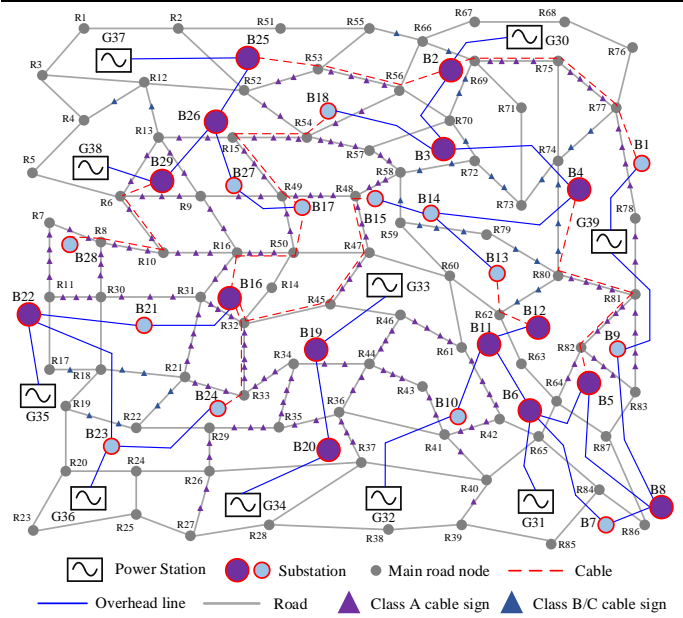 R1
R2
R51
R55
R67
R68
G37
B25
R66
G30
R76
R3
R12
R52
R53
R56
B2
R69
R75
R77
B18
B26
R4
R13
R15
R54
R70
R71
R57
B3
R72
R74
B1
G38
B29
B27
R58
B4
R5
R6
R9
R49
B17
R48
B15
B14
R73
R78
R7
R8
B28
R10
R16
R50
R47
R59
R79
G39
R11
R30
R31
B16
R14
R45
G33
R60
B13
R80
R81
B22
B21
R32
R46
R62
B12
B11
B19
R61
R63
R82
B9
R17
R18
R21
R34
R44
G35
R19
B24
R33
R43
B10
B6
R64
B5
R83
R22
R29
R35
R36
R42
B23
B20
R41
R65
R87
R20
R24
R26
R37
R40
R84
B8
G36
R25
G34
G32
G31
B7
R86
R23
R27
R28
R38
R39
R85
Power Station
Substation
Main road node
Cable
Overhead line
Road
Class A cable sign
Class B/C cable sign